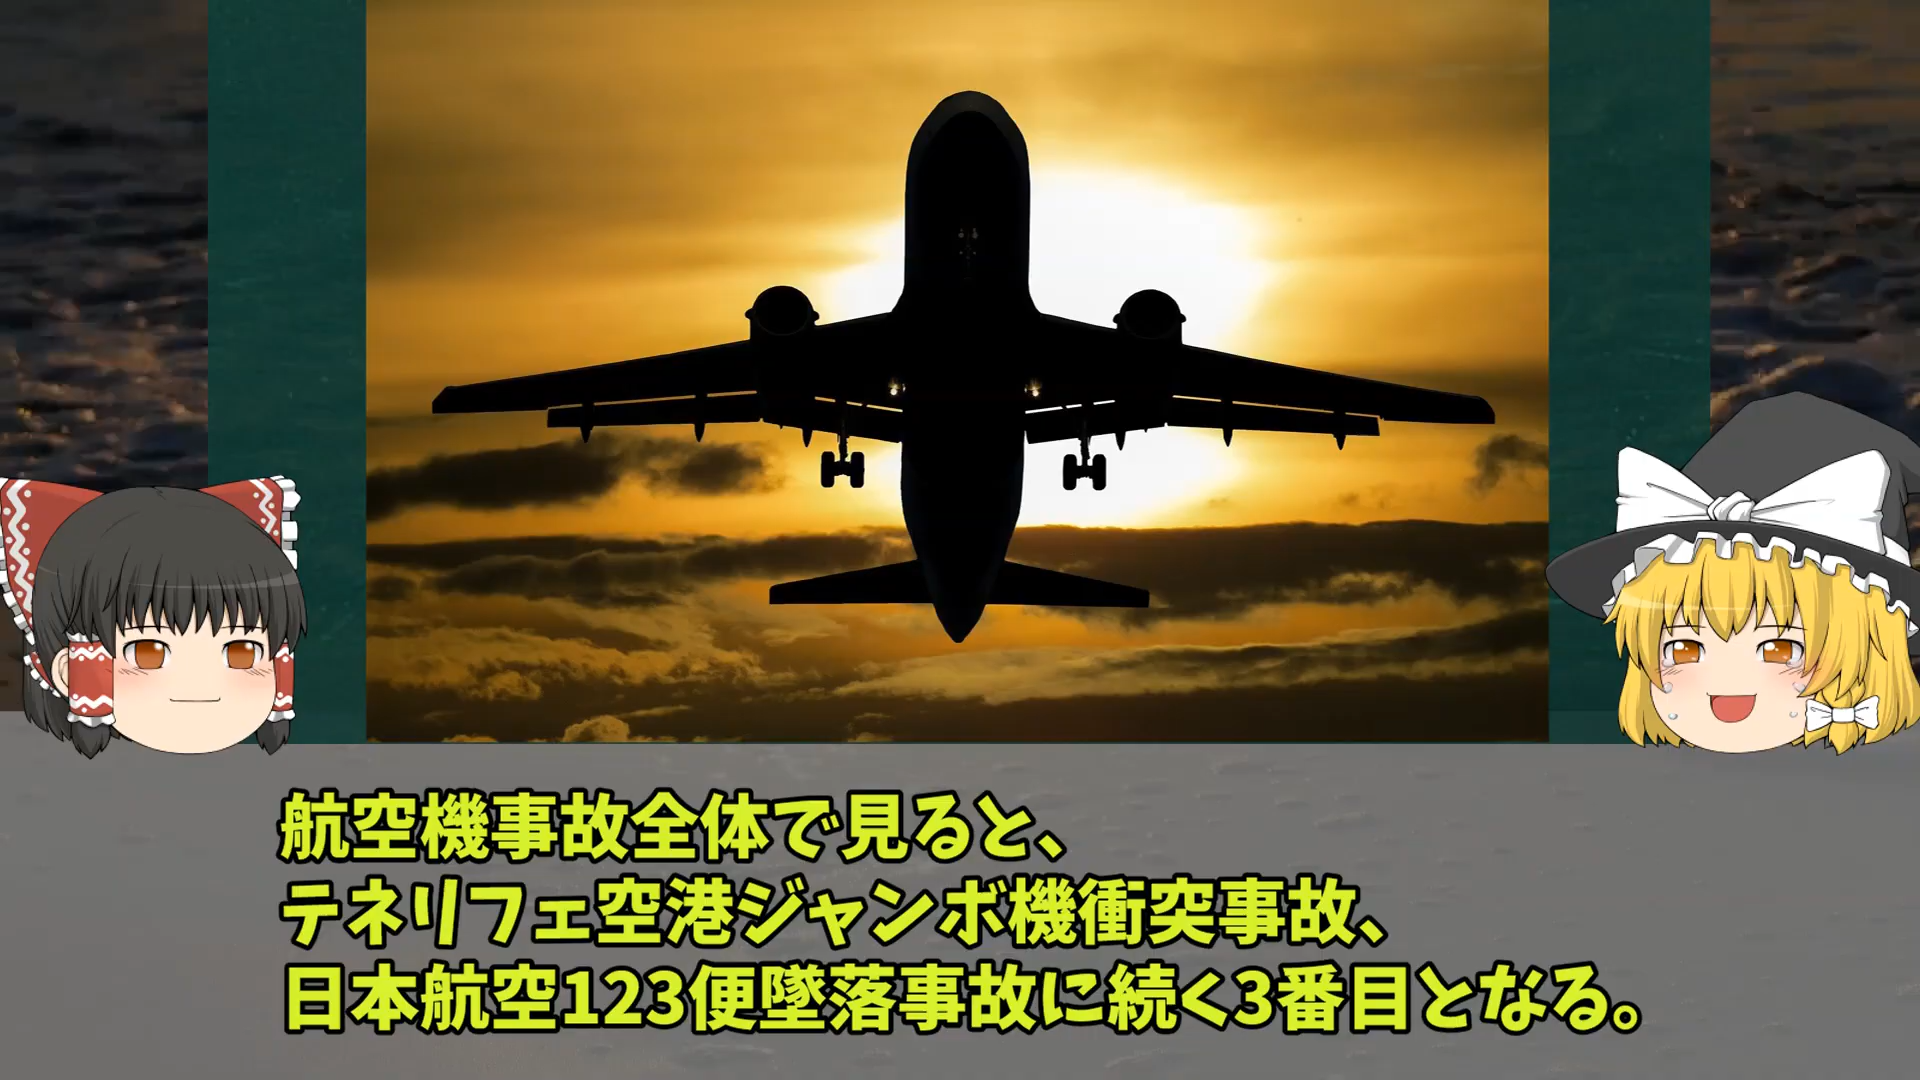 航空機事故全体で見ると、
テネリフェ空港ジャンボ機衝突事故、
日本航空123便墜落事故に続く3番目となる。